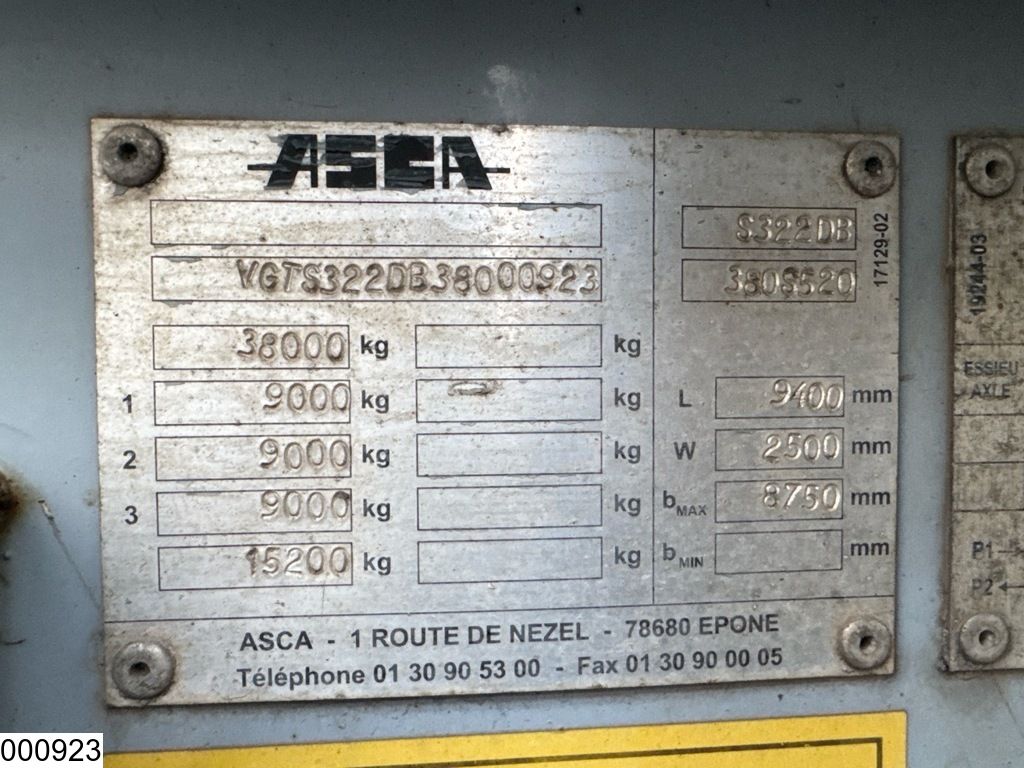 ASCA
S322DB
VGTS322DB38000923
380S520
17129-02
38000 kg kg
1 9000 kg kg L 9400 mm
2 9000 kg kg W 2500 mm
3 9000 kg kg bMAX 8750 mm
15200 kg kg bMIN mm
ASCA - 1 ROUTE DE NEZEL - 78680 EPONE
Téléphone 01 30 90 53 00 - Fax 01 30 90 00 05
19244-03
ESSIEU
AXLE
P1
P2
000923